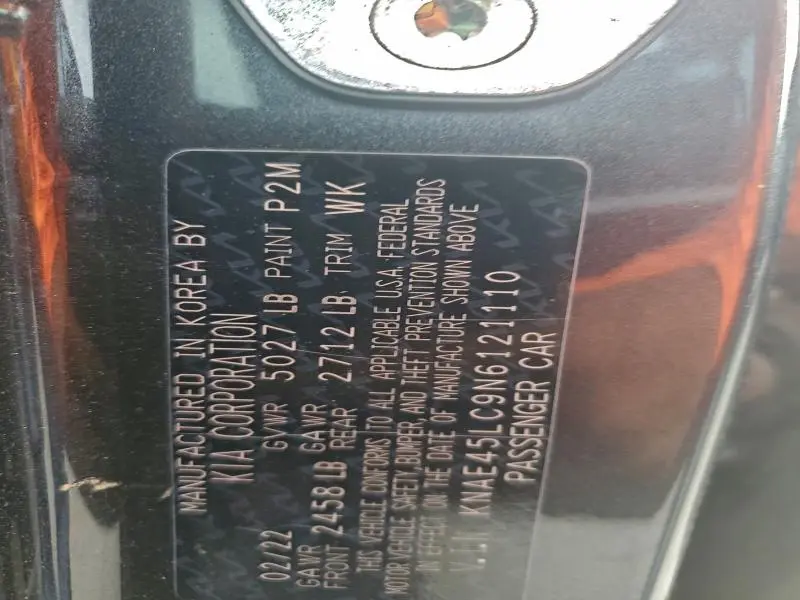 MANUFACTURED IN KOREA BY
KIA CORPORATION
02/22 GVWR 5027 LB PAINT P2M
GAWR GAWR
FRONT 2458 LB REAR 2712 LB TRIM WK
THIS VEHICLE CONFORMS TO ALL APPLICABLE U.S.A. FEDERAL
MOTOR VEHICLE SAFETY, BUMPER, AND THEFT PREVENTION STANDARDS
IN EFFECT ON THE DATE OF MANUFACTURE SHOWN ABOVE
V.I.N KNAE45LC9N6121110
PASSENGER CAR